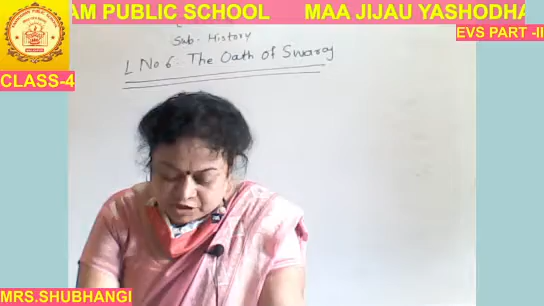 AM PUBLIC SCHOOL MAA JIJAU YASHODHA
EVS PART -II
Sub- History
L No 6 : The Oath of Swaraj
CLASS-4
MRS.SHUBHANGI